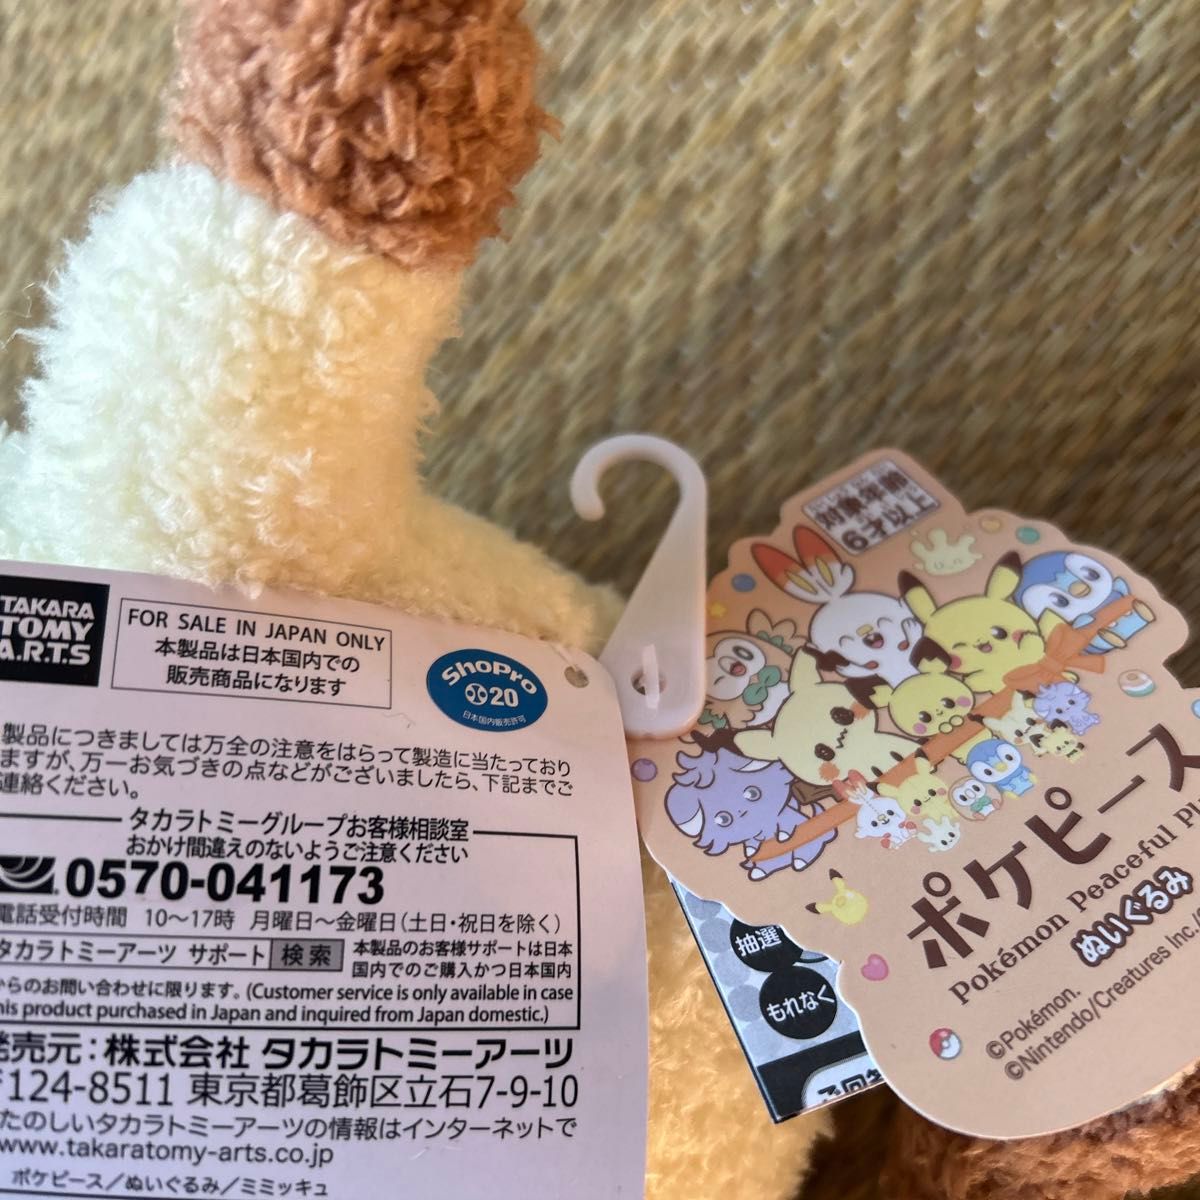 TAKARA
TOMY
A.R.T.S
FOR SALE IN JAPAN ONLY
本製品は日本国内での
販売商品になります
ShoPro
20
日本国内販売許可
製品につきましては万全の注意をはらって製造に当たっており
ますが、万一お気づきの点などがございましたら、下記までご
連絡ください。
タカラトミーグループお客様相談室
おかけ間違えのないようご注意ください
0570-041173
電話受付時間 10～17時 月曜日～金曜日(土日・祝日を除く)
タカラトミーアーツ サポート 検索
本製品のお客様サポートは日本
国内でのご購入かつ日本国内
からのお問い合わせに限ります。(Customer service is only available in case
this product purchased in Japan and inquired from Japan domestic.)
発売元:株式会社 タカラトミーアーツ
〒124-8511 東京都葛飾区立石7-9-10
たのしいタカラトミーアーツの情報はインターネットで
www.takaratomy-arts.co.jp
ポケピース/ぬいぐるみ/ミミッキュ
対象年齢
6才以上
ポケピース
Pokémon Peaceful Pl
ぬいぐるみ
©Pokémon.
©Nintendo/Creatures Inc./
抽選
もれなく